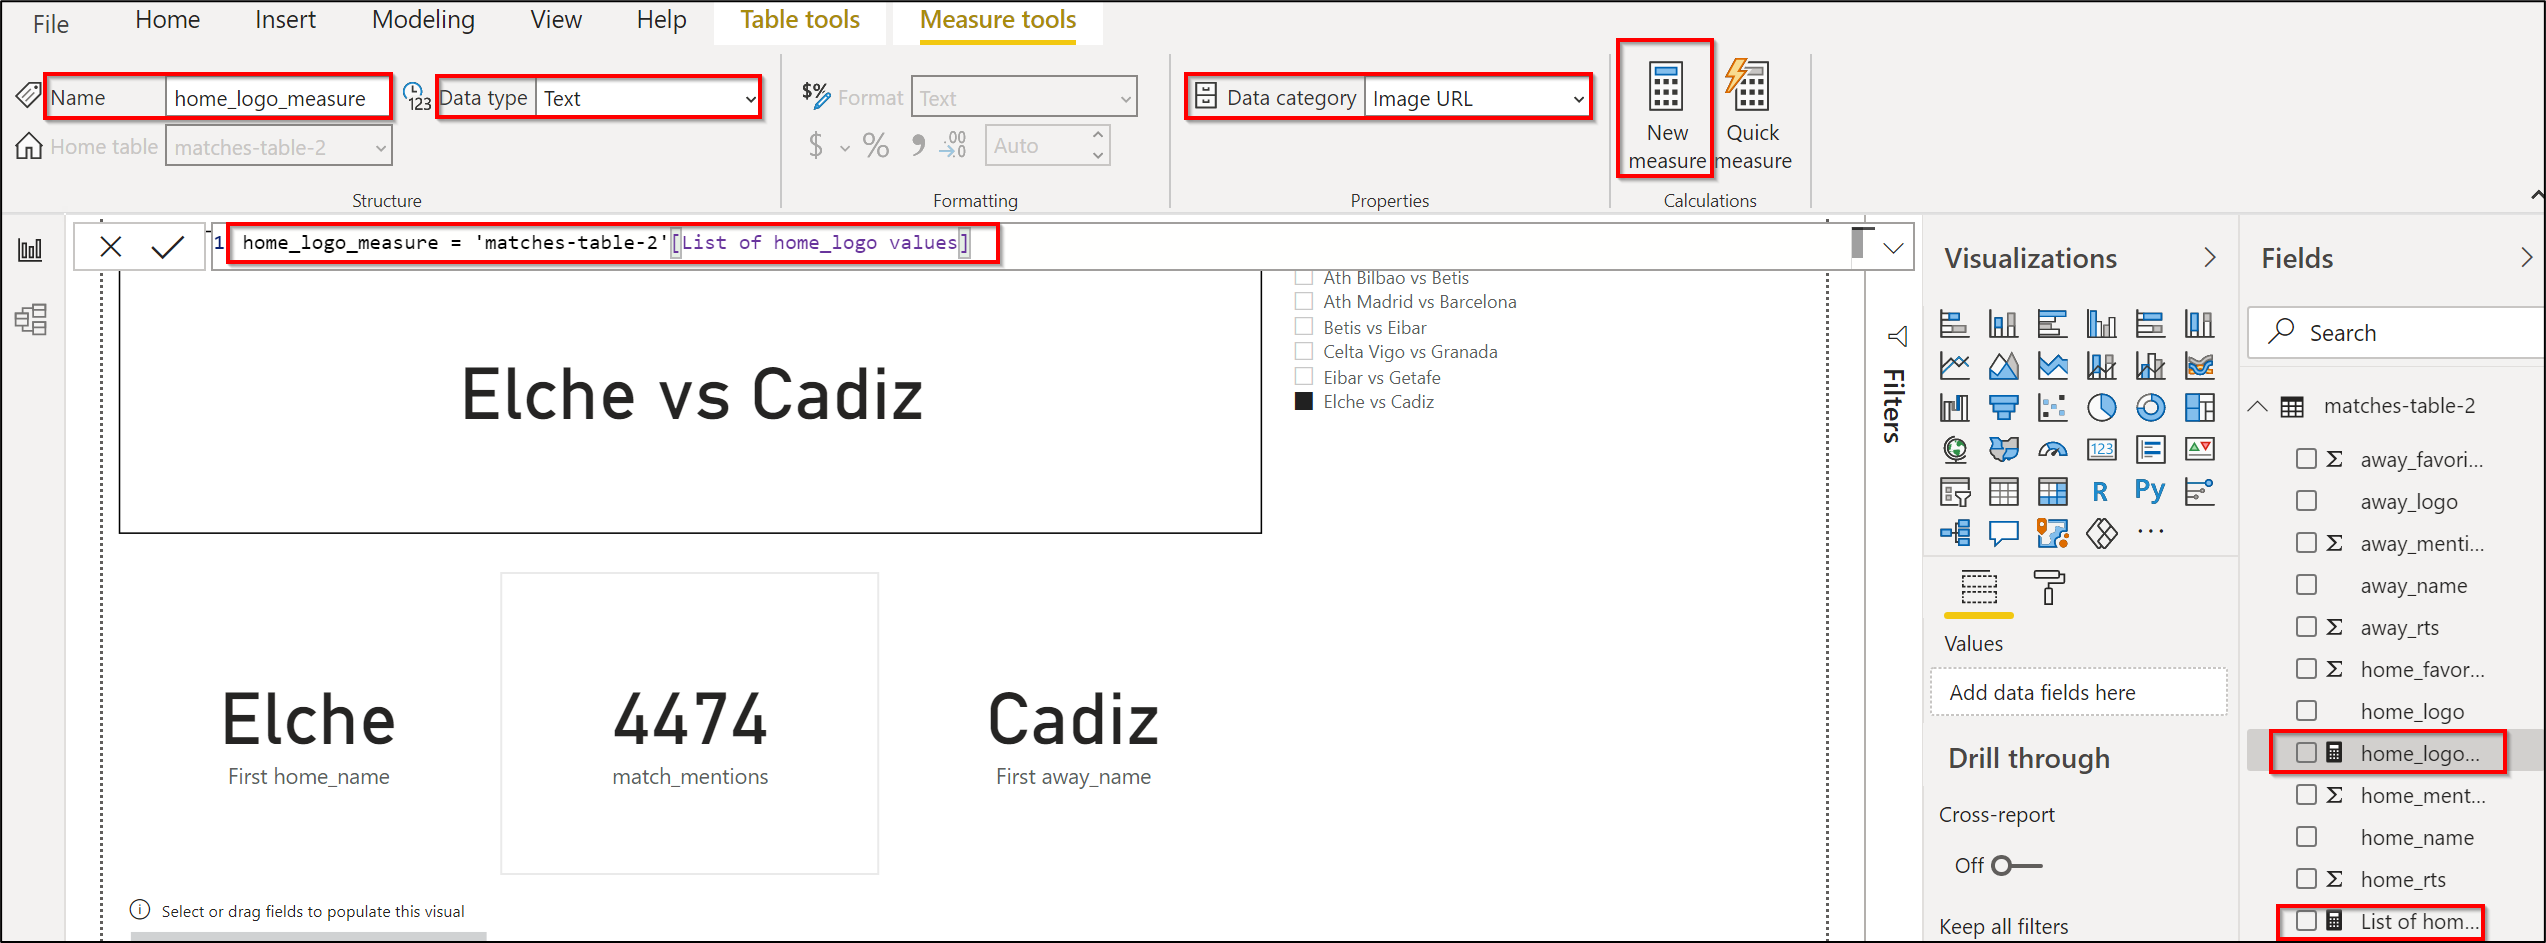 File Home Insert Modeling View Help Table tools Measure tools
Name home_logo_measure
123 Data type Text
$% Format Text
Data category Image URL
New measure
Quick measure
Home table matches-table-2
$ % , .00 .0 Auto
Structure
Formatting
Properties
Calculations
1 home_logo_measure = 'matches-table-2'[List of home_logo values]
Ath Bilbao vs Betis
Ath Madrid vs Barcelona
Betis vs Eibar
Celta Vigo vs Granada
Eibar vs Getafe
Elche vs Cadiz
Elche vs Cadiz
Elche
First home_name
4474
match_mentions
Cadiz
First away_name
Select or drag fields to populate this visual
Filters
Visualizations
123
R Py
...
Values
Add data fields here
Drill through
Cross-report
Off
Keep all filters
Fields
Search
matches-table-2
Σ away_favori...
away_logo
Σ away_menti...
away_name
Σ away_rts
Σ home_favor...
home_logo
home_logo...
Σ home_ment...
home_name
Σ home_rts
List of hom...